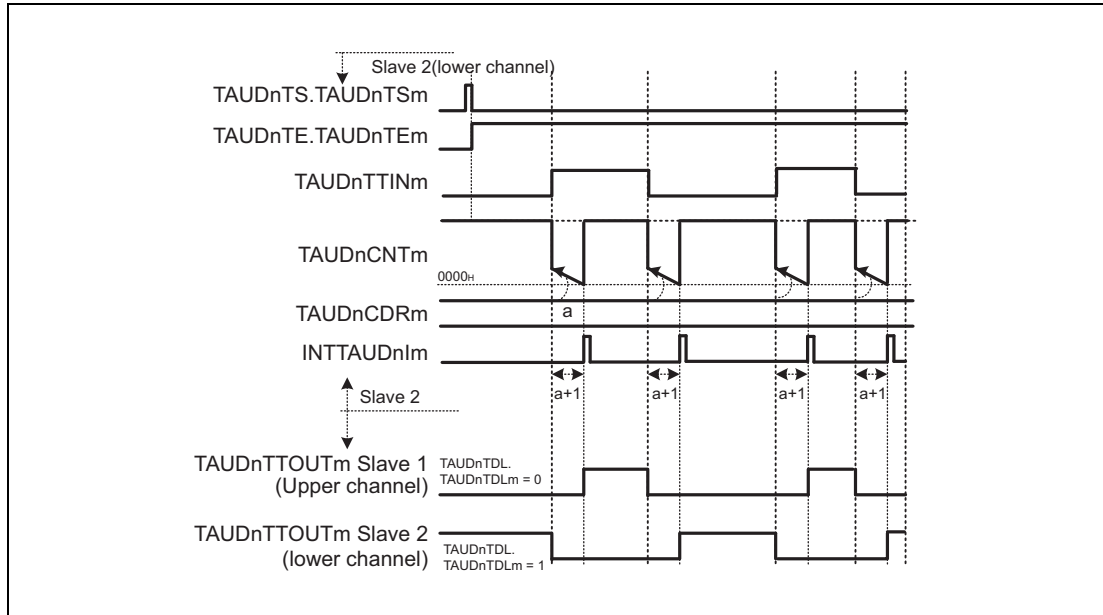 Slave 2(lower channel)
TAUDnTS.TAUDnTSm
TAUDnTE.TAUDnTEm
TAUDnTTINm
TAUDnCNTm
0000H
TAUDnCDRm
a
INTTAUDnIm
a+1 a+1 a+1 a+1
Slave 2
TAUDnTTOUTm Slave 1
(Upper channel)
TAUDnTDL.
TAUDnTDLm = 0
TAUDnTTOUTm Slave 2
(lower channel)
TAUDnTDL.
TAUDnTDLm = 1